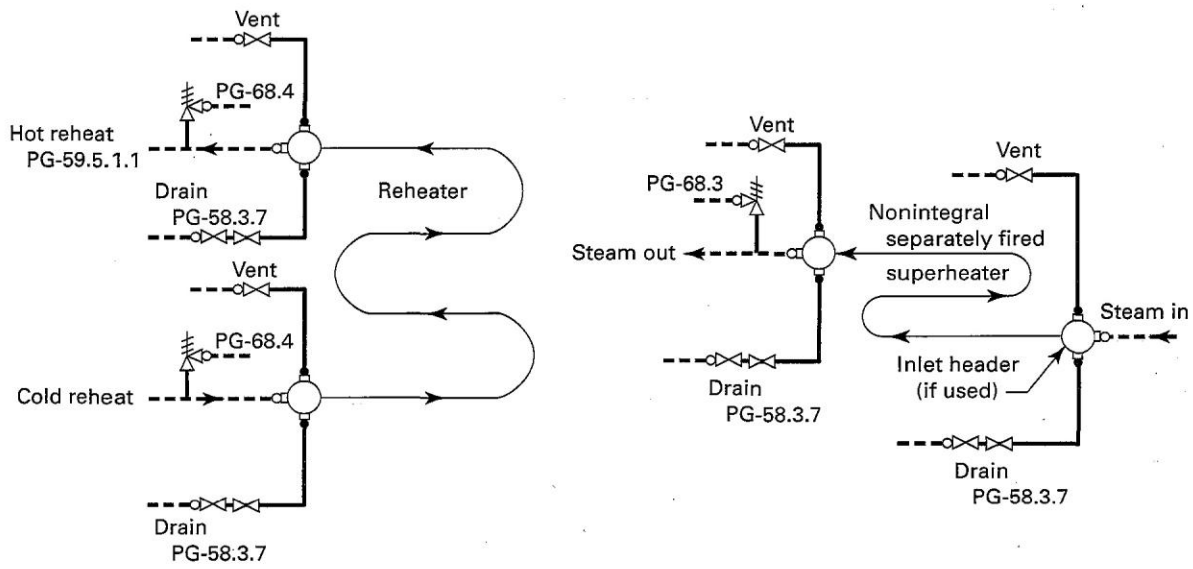 Vent
PG-68.4
Hot reheat
PG-59.5.1.1
Drain
PG-58.3.7
Reheater
Vent
PG-68.4
Cold reheat
Drain
PG-58.3.7
Vent
PG-68.3
Steam out
Nonintegral
separately fired
superheater
Drain
PG-58.3.7
Vent
Steam in
Inlet header
(if used)
Drain
PG-58.3.7